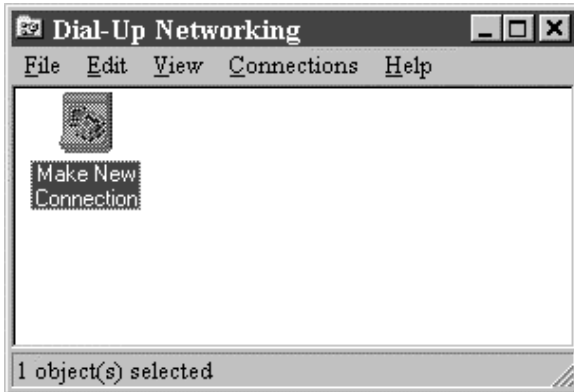 Dial-Up Networking
File Edit View Connections Help
Make New
Connection
1 object(s) selected